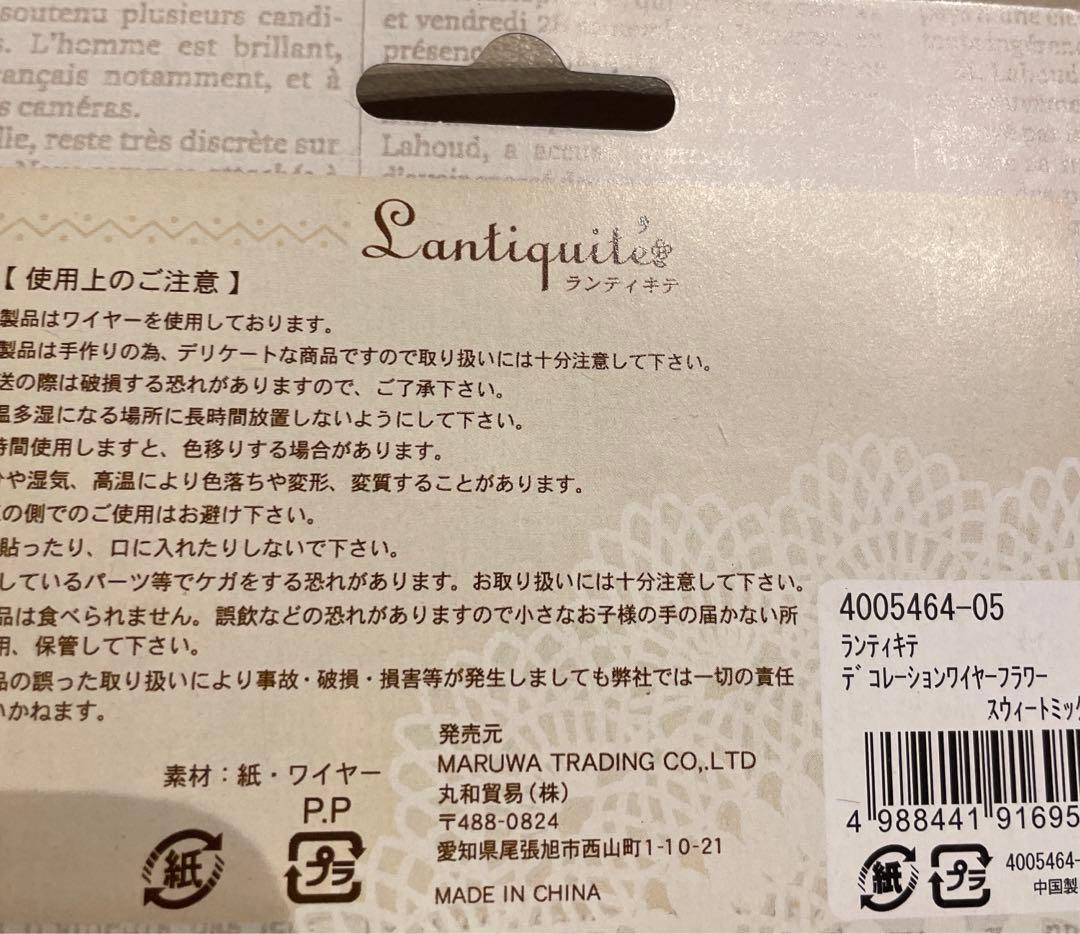 soutenu plusieurs candi-
s. L'homme est brillant,
rançais notamment, et à
s caméras.
lle, reste très discrète sur
et vendredi
présen
Lahoud, a accus
Lahoud
Lantiquité
ランティキテ
【 使用上のご注意 】
製品はワイヤーを使用しております。
製品は手作りの為、デリケートな商品ですので取り扱いには十分注意して下さい。
送の際は破損する恐れがありますので、ご了承下さい。
温多湿になる場所に長時間放置しないようにして下さい。
時間使用しますと、色移りする場合があります。
や湿気、高温により色落ちや変形、変質することがあります。
の側でのご使用はお避け下さい。
貼ったり、口に入れたりしないで下さい。
しているパーツ等でケガをする恐れがあります。お取り扱いには十分注意して下さい。
品は食べられません。誤飲などの恐れがありますので小さなお子様の手の届かない所
用、保管して下さい。
品の誤った取り扱いにより事故・破損・損害等が発生しましても弊社では一切の責任
いかねます。
素材：紙・ワイヤー
P.P
紙
プラ
発売元
MARUWA TRADING CO,.LTD
丸和貿易（株）
〒488-0824
愛知県尾張旭市西山町1-10-21
MADE IN CHINA
4005464-05
ランティキテ
デコレーションワイヤーフラワー
スウィートミック
4 988441 91695
紙
プラ
4005464-
中国製